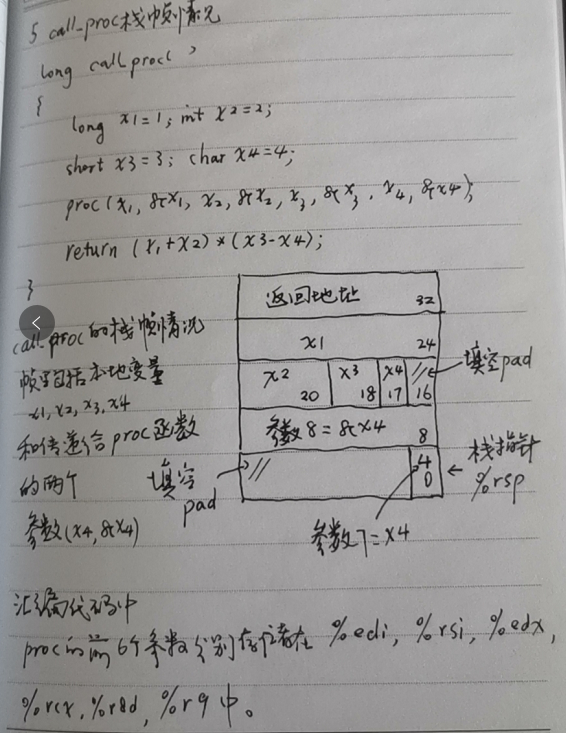 § call_proc栈中帧情况
long call_proc( )
{
long x1=1; int x2=2;
short x3=3; char x4=4;
proc(x1, &x1, x2, &x2, x3, &x3, x4, &x4);
return (x1+x2)*(x3-x4);
}
返回地址 32
x1 24
x2 20 x3 18 x4 17 // 16
填空pad
参数8=&x4 8
// 4 0
栈指针
%rsp
填空
pad
参数7=x4
call_proc的栈帧情况
帧里包括本地变量
x1, x2, x3, x4
和传递给proc函数
的两个
参数(x4, &x4)
汇编代码中
proc的前6个参数分别存储在 %edi, %rsi, %edx,
%rcx, %r8d, %r9中。